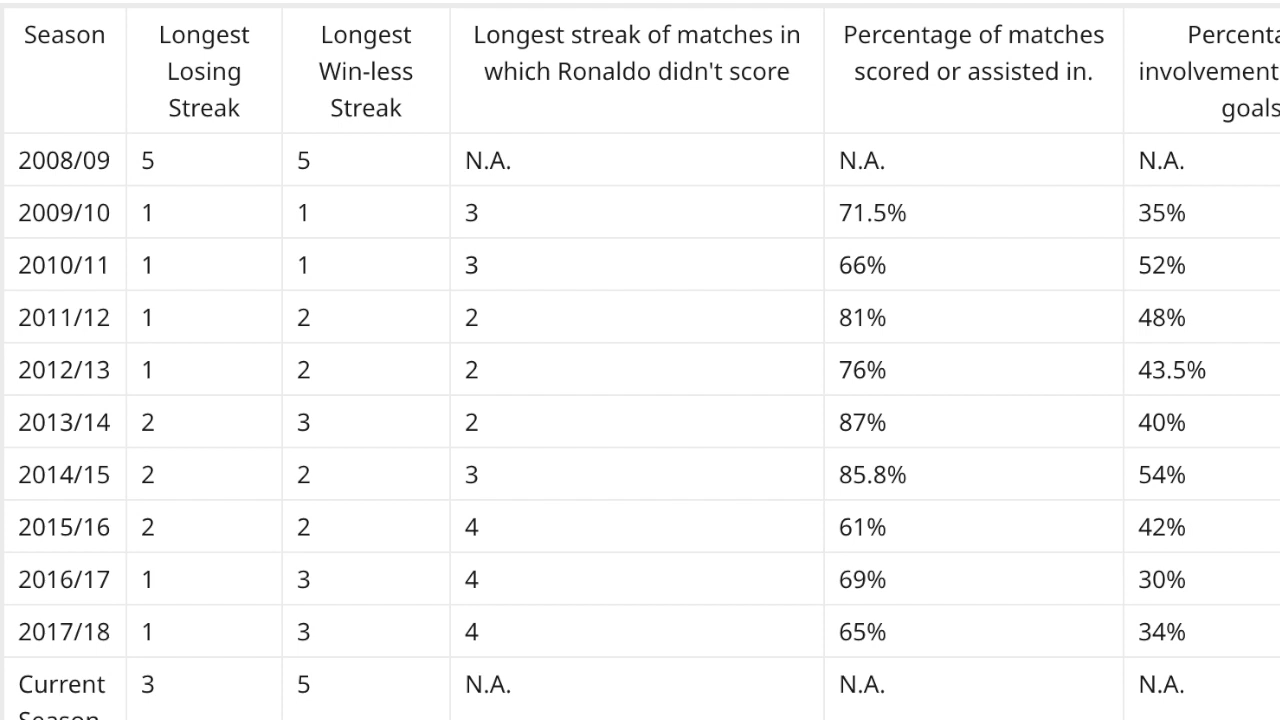 Season Longest Losing Streak Longest Win-less Streak Longest streak of matches in which Ronaldo didn't score Percentage of matches scored or assisted in. involvement goals
2008/09 5 5 N.A. N.A. N.A.
2009/10 1 1 3 71.5% 35%
2010/11 1 1 3 66% 52%
2011/12 1 2 2 81% 48%
2012/13 1 2 2 76% 43.5%
2013/14 2 3 2 87% 40%
2014/15 2 2 3 85.8% 54%
2015/16 2 2 4 61% 42%
2016/17 1 3 4 69% 30%
2017/18 1 3 4 65% 34%
Current Season 3 5 N.A. N.A. N.A.